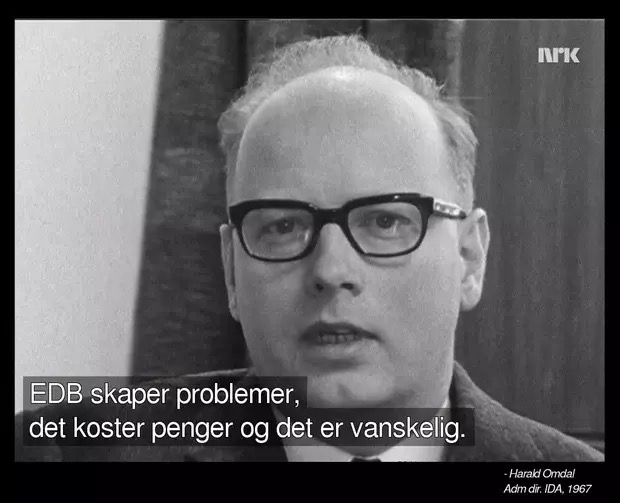 NRK
EDB skaper problemer,
det koster penger og det er vanskelig.
- Harald Omdal
Adm dir. IDA, 1967